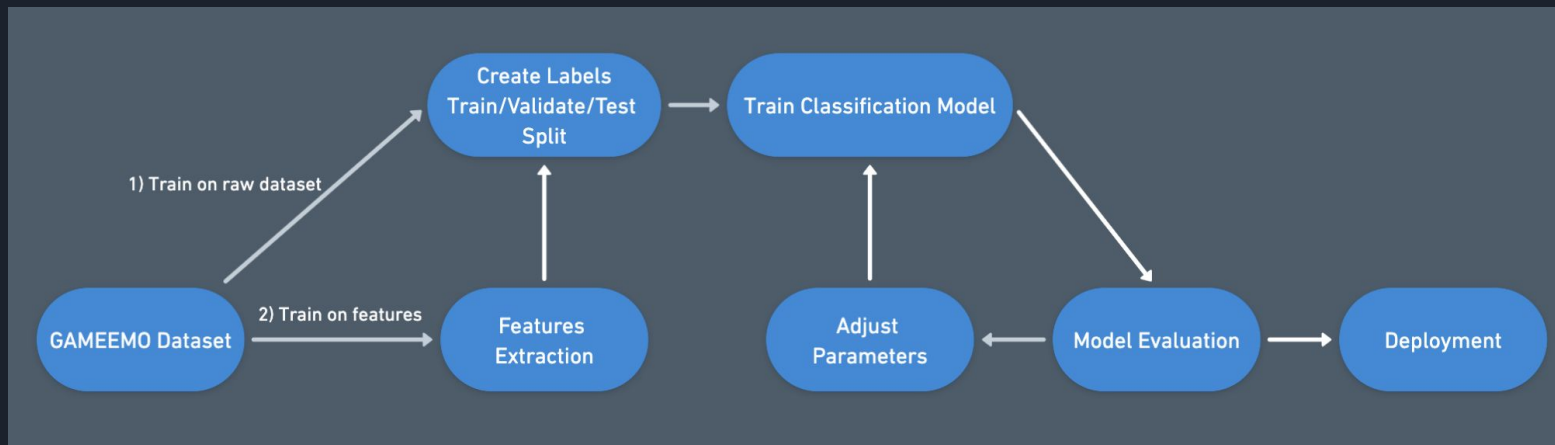 Create Labels
Train/Validate/Test
Split
Train Classification Model
1) Train on raw dataset
2) Train on features
GAMEEMO Dataset
Features
Extraction
Adjust
Parameters
Model Evaluation
Deployment